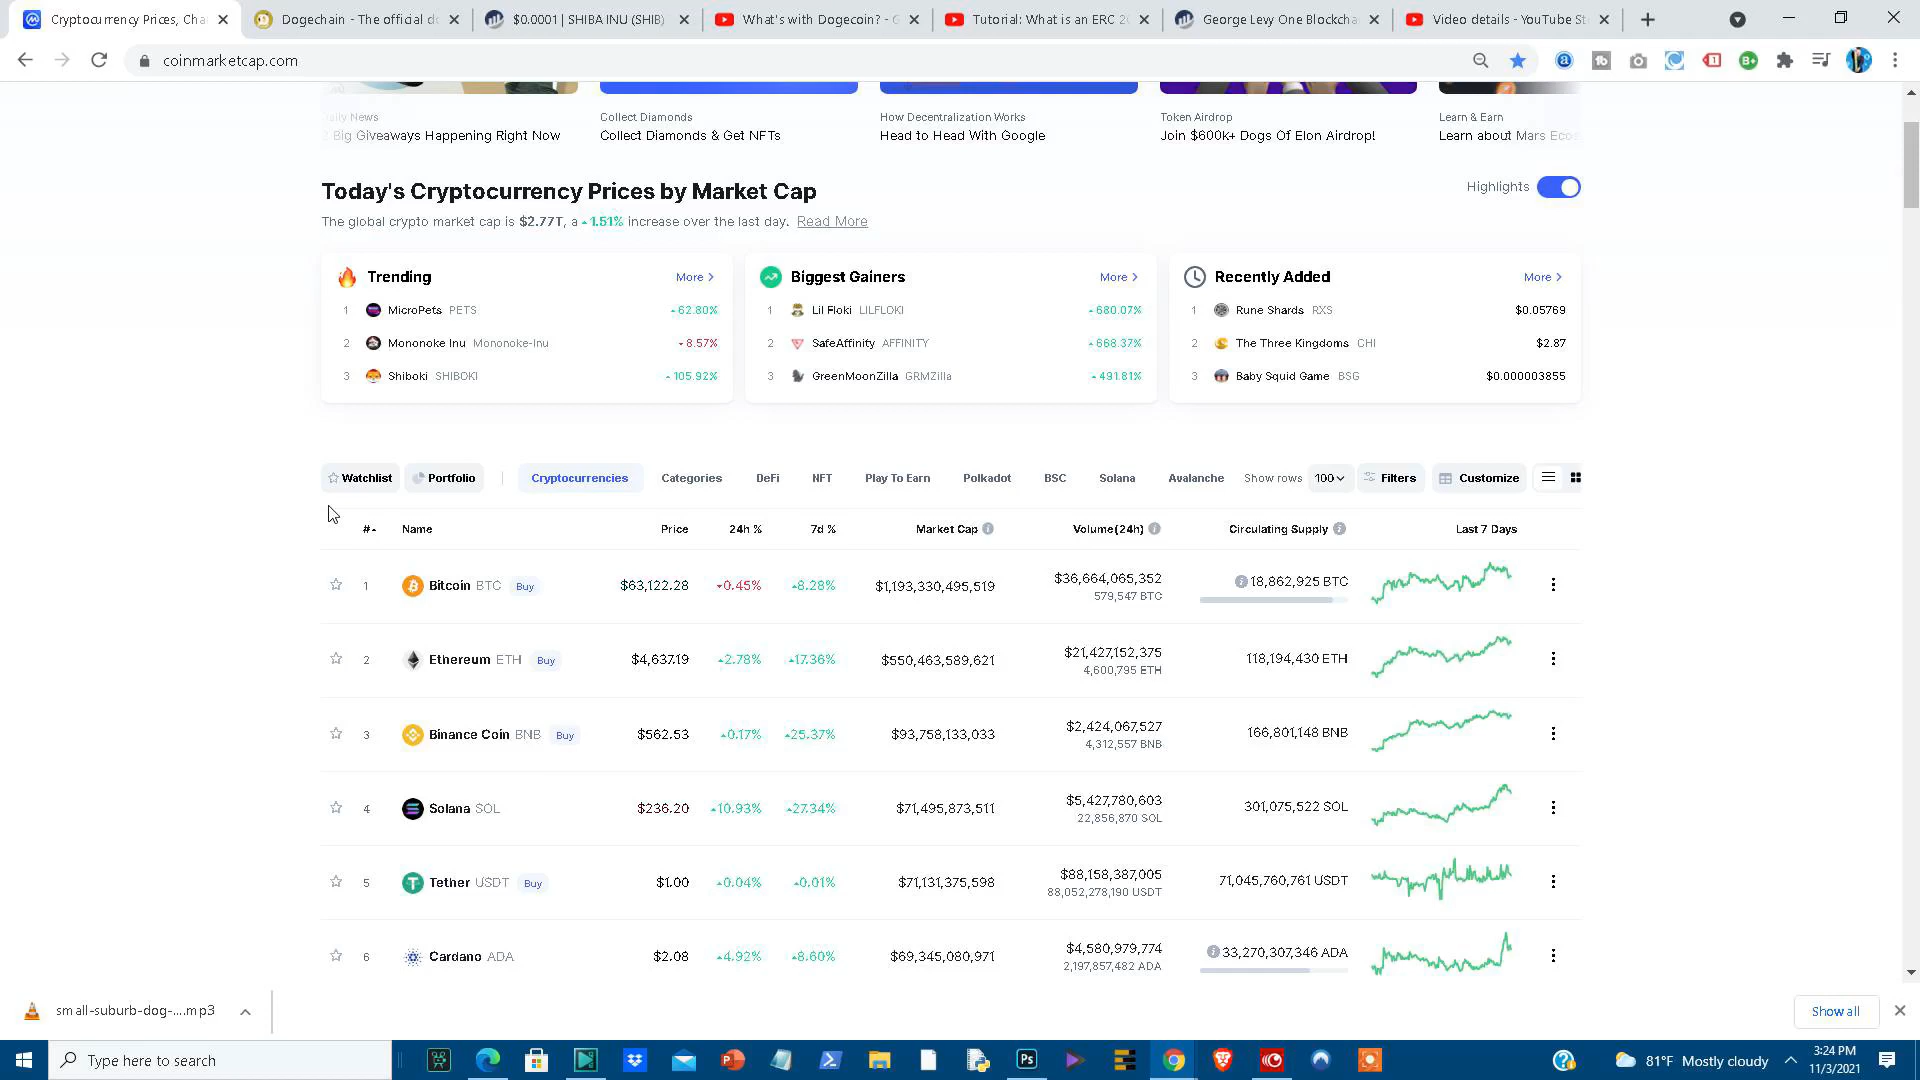 Cryptocurrency Prices, Cha
Dogechain - The official d
$0.0001 | SHIBA INU (SHIB)
What's with Dogecoin? - G
Tutorial: What is an ERC 20
George Levy One Blockcha
Video details - YouTube St
coinmarketcap.com
Daily News
Collect Diamonds
How Decentralization Works
Token Airdrop
Learn & Earn
Big Giveaways Happening Right Now
Collect Diamonds & Get NFTs
Head to Head With Google
Join $600k+ Dogs Of Elon Airdrop!
Learn about Mars Ecos
Today's Cryptocurrency Prices by Market Cap
Highlights
The global crypto market cap is $2.77T, a 1.51% increase over the last day. Read More
Trending
More
1 MicroPets PETS 62.80%
2 Mononoke Inu Mononoke-Inu 8.57%
3 Shiboki SHIBOKI 105.92%
Biggest Gainers
More
1 Lil Floki LILFLOKI 680.07%
2 SafeAffinity AFFINITY 668.37%
3 GreenMoonZilla GRMZilla 491.81%
Recently Added
More
1 Rune Shards RXS $0.05769
2 The Three Kingdoms CHI $2.87
3 Baby Squid Game BSG $0.000003855
Watchlist Portfolio Cryptocurrencies Categories DeFi NFT Play To Earn Polkadot BSC Solana Avalanche Show rows 100 Filters Customize
# Name Price 24h % 7d % Market Cap Volume(24h) Circulating Supply Last 7 Days
1 Bitcoin BTC Buy $63,122.28 0.45% 8.28% $1,193,330,495,519 $36,664,065,352 18,862,925 BTC
579,547 BTC
2 Ethereum ETH Buy $4,637.19 2.78% 17.36% $550,463,589,621 $21,427,152,375 118,194,430 ETH
4,600,795 ETH
3 Binance Coin BNB Buy $562.53 0.17% 25.37% $93,758,133,033 $2,424,067,527 166,801,148 BNB
4,312,557 BNB
4 Solana SOL $236.20 10.93% 27.34% $71,495,873,511 $5,427,780,603 301,075,522 SOL
22,856,870 SOL
5 Tether USDT Buy $1.00 0.04% 0.01% $71,131,375,598 $88,158,387,005 71,045,760,761 USDT
88,052,278,190 USDT
6 Cardano ADA $2.08 4.92% 8.60% $69,345,080,971 $4,580,979,774 33,270,307,346 ADA
2,197,857,482 ADA
small-suburb-dog-....mp3
Show all
Type here to search
Ps
81°F Mostly cloudy
3:24 PM
11/3/2021